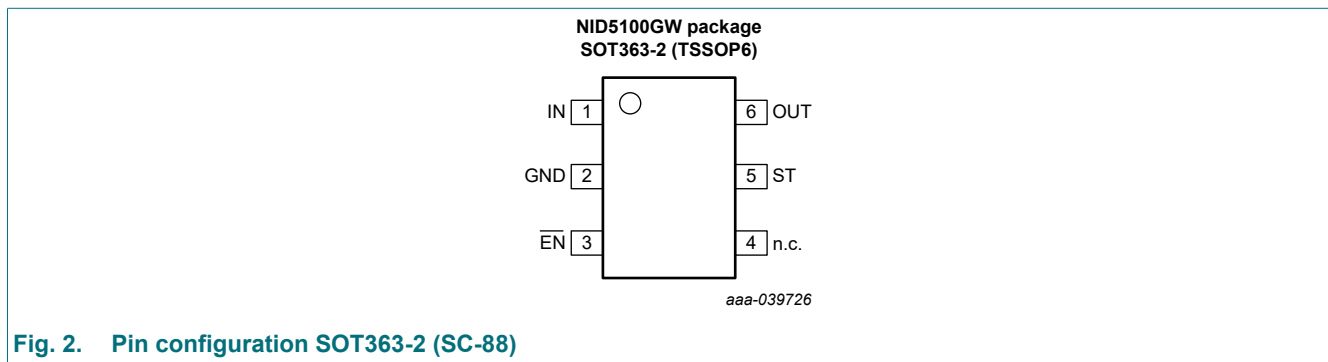 NID5100GW package
SOT363-2 (TSSOP6)
IN 1 6 OUT
GND 2 5 ST
E̅N̅ 3 4 n.c.
aaa-039726
Fig. 2. Pin configuration SOT363-2 (SC-88)